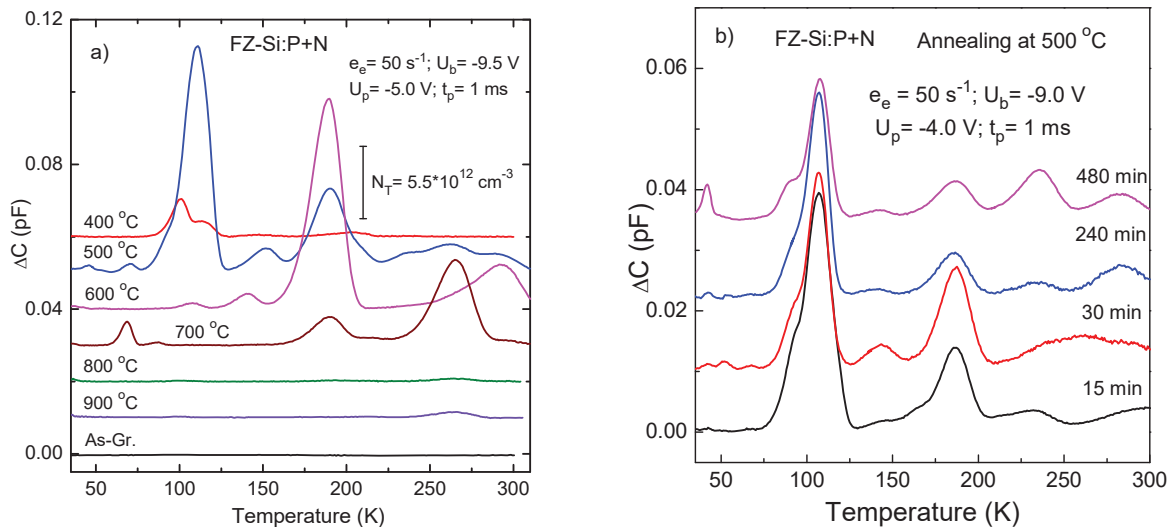 a)
FZ-Si:P+N
e_e = 50 s⁻¹; U_b= -9.5 V
U_p= -5.0 V; t_p= 1 ms
N_T= 5.5*10¹² cm⁻³
400 °C
500 °C
600 °C
700 °C
800 °C
900 °C
As-Gr.
0.12
0.08
0.04
0.00
ΔC (pF)
50 100 150 200 250 300
Temperature (K)
b)
FZ-Si:P+N Annealing at 500 °C
e_e = 50 s⁻¹; U_b= -9.0 V
U_p= -4.0 V; t_p= 1 ms
480 min
240 min
30 min
15 min
0.06
0.04
0.02
0.00
ΔC (pF)
50 100 150 200 250 300
Temperature (K)